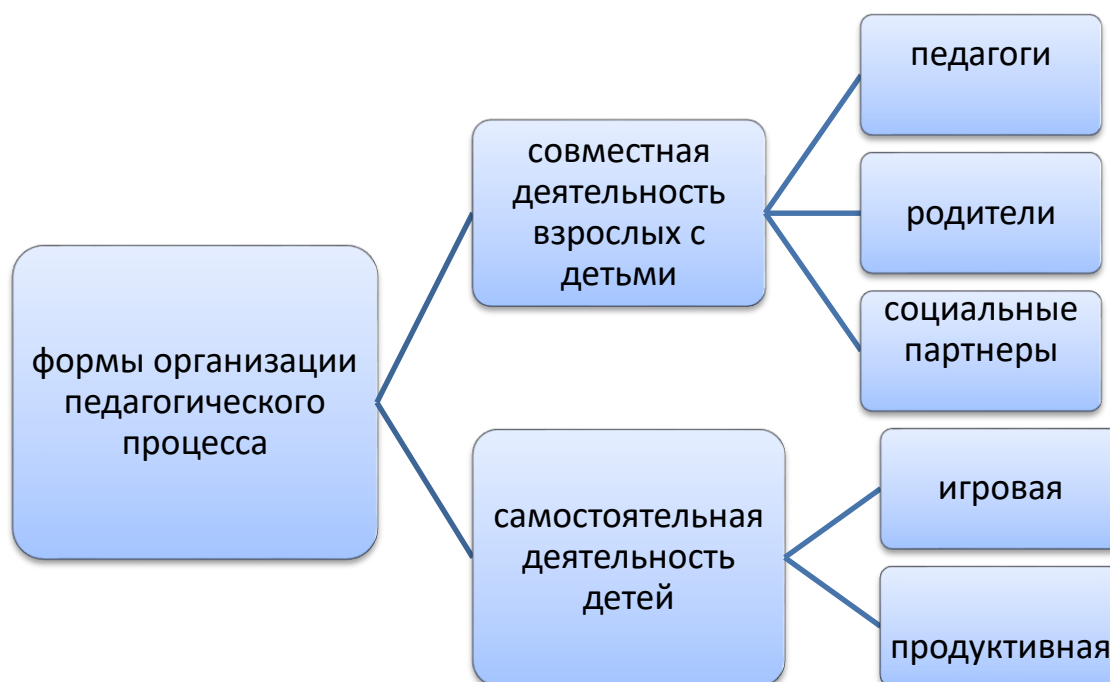 формы организации
педагогического
процесса
совместная
деятельность
взрослых с
детьми
педагоги
родители
социальные
партнеры
самостоятельная
деятельность
детей
игровая
продуктивная